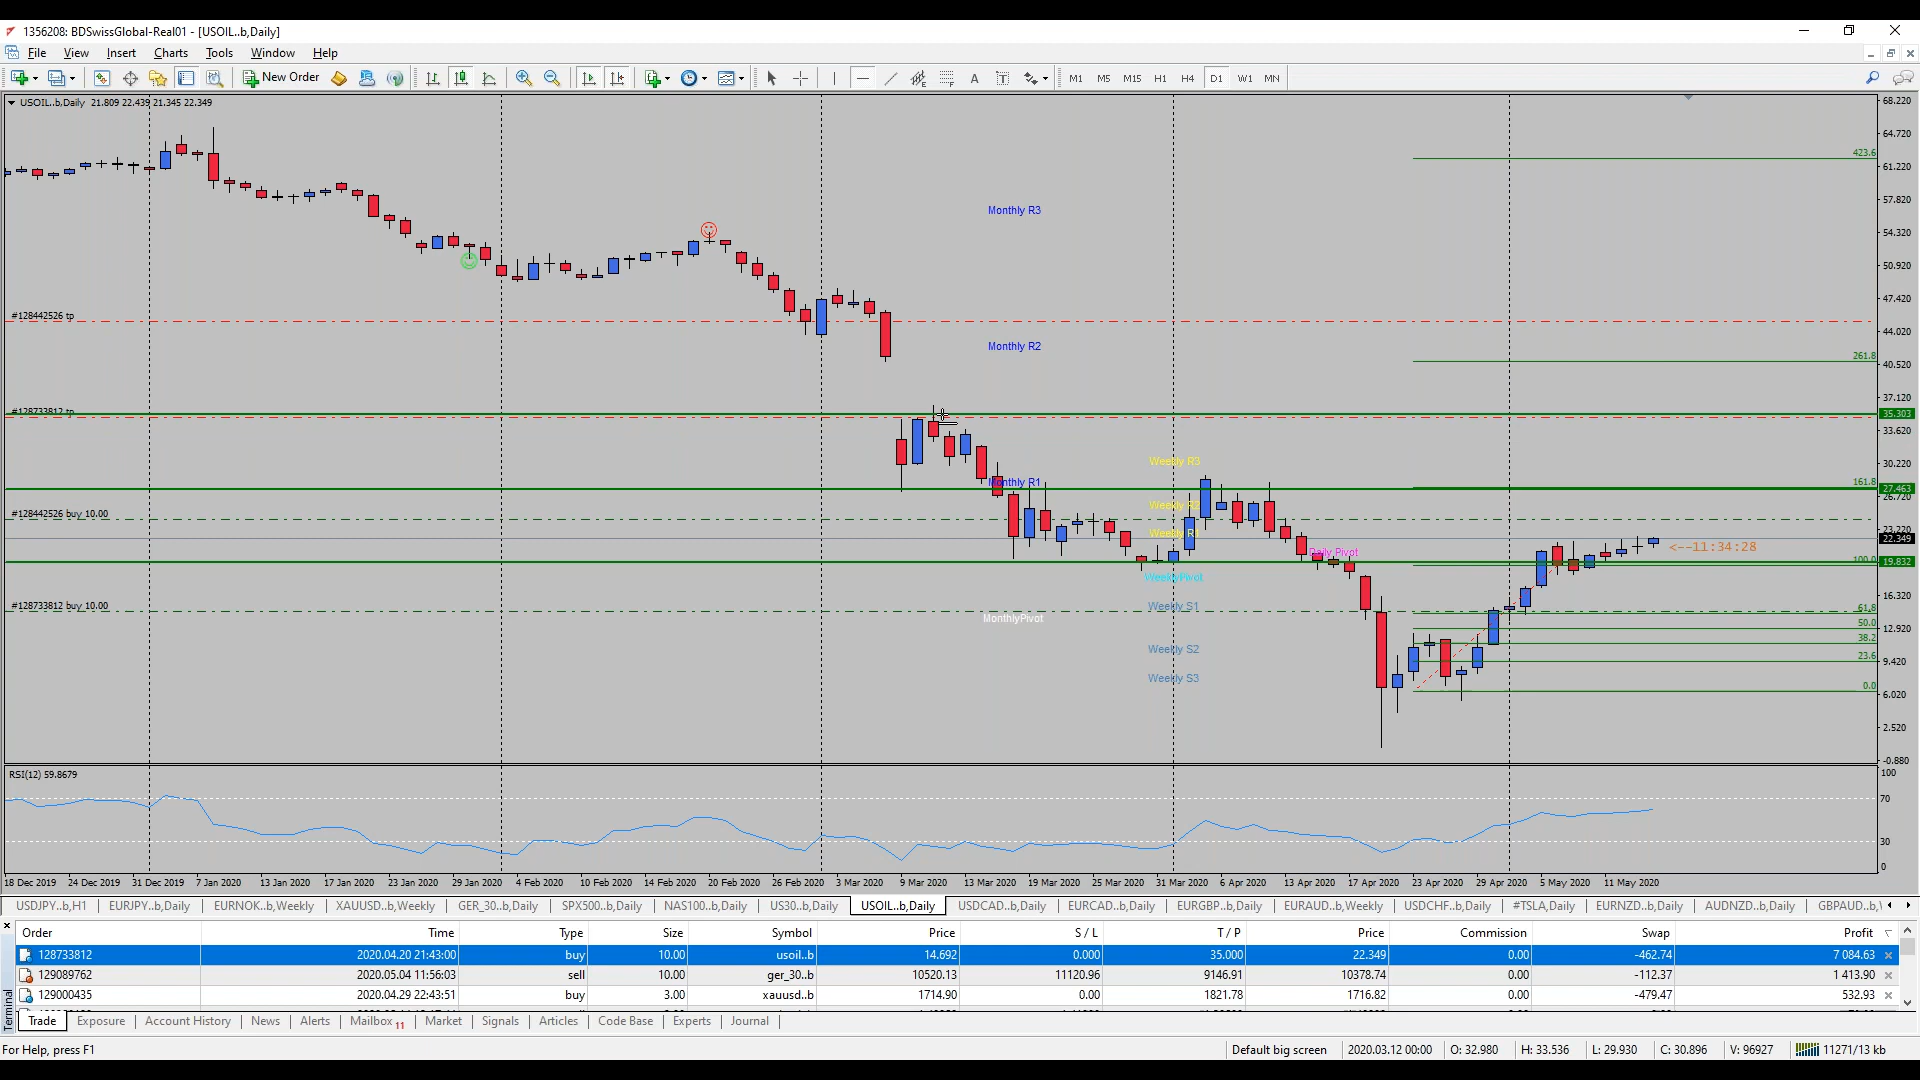 1356208: BDSwissGlobal-Real01 - [USOIL..b,Daily]
File View Insert Charts Tools Window Help
New Order A T M1 M5 M15 H1 H4 D1 W1 MN
USOIL..b,Daily 21.809 22.439 21.345 22.349
68.220
64.720
61.220
57.820
54.320
50.920
47.420
44.020
40.520
37.120
35.303
33.620
30.220
27.463
26.720
23.220
22.349
19.832
16.320
12.920
9.420
6.020
2.520
-0.880
423.6
261.8
161.8
100.0
61.8
50.0
38.2
23.6
0.0
Monthly R3
#128442526 tp
Monthly R2
#128733812 tp
Weekly R3
Monthly R1
Weekly R2
#128442526 buy 10.00
Weekly R1
<--11:34:28
Daily Pivot
WeeklyPivot
#128733812 buy 10.00
Weekly S1
MonthlyPivot
Weekly S2
Weekly S3
RSI(12) 59.8679
100
70
30
0
18 Dec 2019 24 Dec 2019 31 Dec 2019 7 Jan 2020 13 Jan 2020 17 Jan 2020 23 Jan 2020 29 Jan 2020 4 Feb 2020 10 Feb 2020 14 Feb 2020 20 Feb 2020 26 Feb 2020 3 Mar 2020 9 Mar 2020 13 Mar 2020 19 Mar 2020 25 Mar 2020 31 Mar 2020 6 Apr 2020 13 Apr 2020 17 Apr 2020 23 Apr 2020 29 Apr 2020 5 May 2020 11 May 2020
USDJPY..b,H1 EURJPY..b,Daily EURNOK..b,Weekly XAUUSD..b,Weekly GER_30..b,Daily SPX500..b,Daily NAS100..b,Daily US30..b,Daily USOIL..b,Daily USDCAD..b,Daily EURCAD..b,Daily EURGBP..b,Daily EURAUD..b,Weekly USDCHF..b,Daily #TSLA,Daily EURNZD..b,Daily AUDNZD..b,Daily GBPAUD..b,
Order Time Type Size Symbol Price S / L T / P Price Commission Swap Profit
128733812 2020.04.20 21:43:00 buy 10.00 usoil..b 14.692 0.000 35.000 22.349 0.00 -462.74 7 084.63
129089762 2020.05.04 11:56:03 sell 10.00 ger_30..b 10520.13 11120.96 9146.91 10378.74 0.00 -112.37 1 413.90
129000435 2020.04.29 22:43:51 buy 3.00 xauusd..b 1714.90 0.00 1821.78 1716.82 0.00 -479.47 532.93
Terminal
Trade Exposure Account History News Alerts Mailbox 11 Market Signals Articles Code Base Experts Journal
For Help, press F1 Default big screen 2020.03.12 00:00 O: 32.980 H: 33.536 L: 29.930 C: 30.896 V: 96927 11271/13 kb